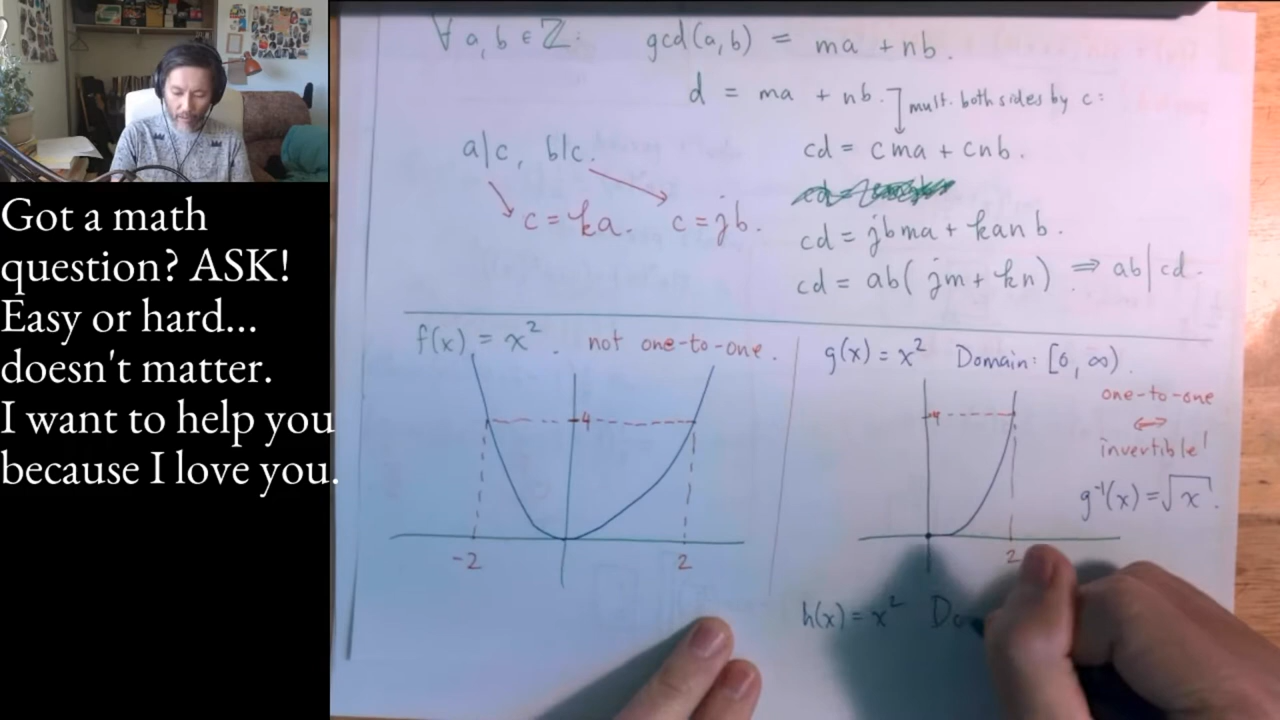 Got a math
question? ASK!
Easy or hard...
doesn't matter.
I want to help you
because I love you.
∀ a, b ∈ ℤ: gcd(a, b) = ma + nb.
d = ma + nb. mult. both sides by c:
a|c, b|c. cd = cma + cnb.
c = ka. c = jb.
cd = jbma + kanb.
cd = ab( jm + kn) ⇒ ab|cd.
f(x) = x². not one-to-one.
4
-2 2
g(x) = x² Domain: [0, ∞).
4
one-to-one
↔
invertible!
g⁻¹(x) = √x.
2
h(x) = x² Do